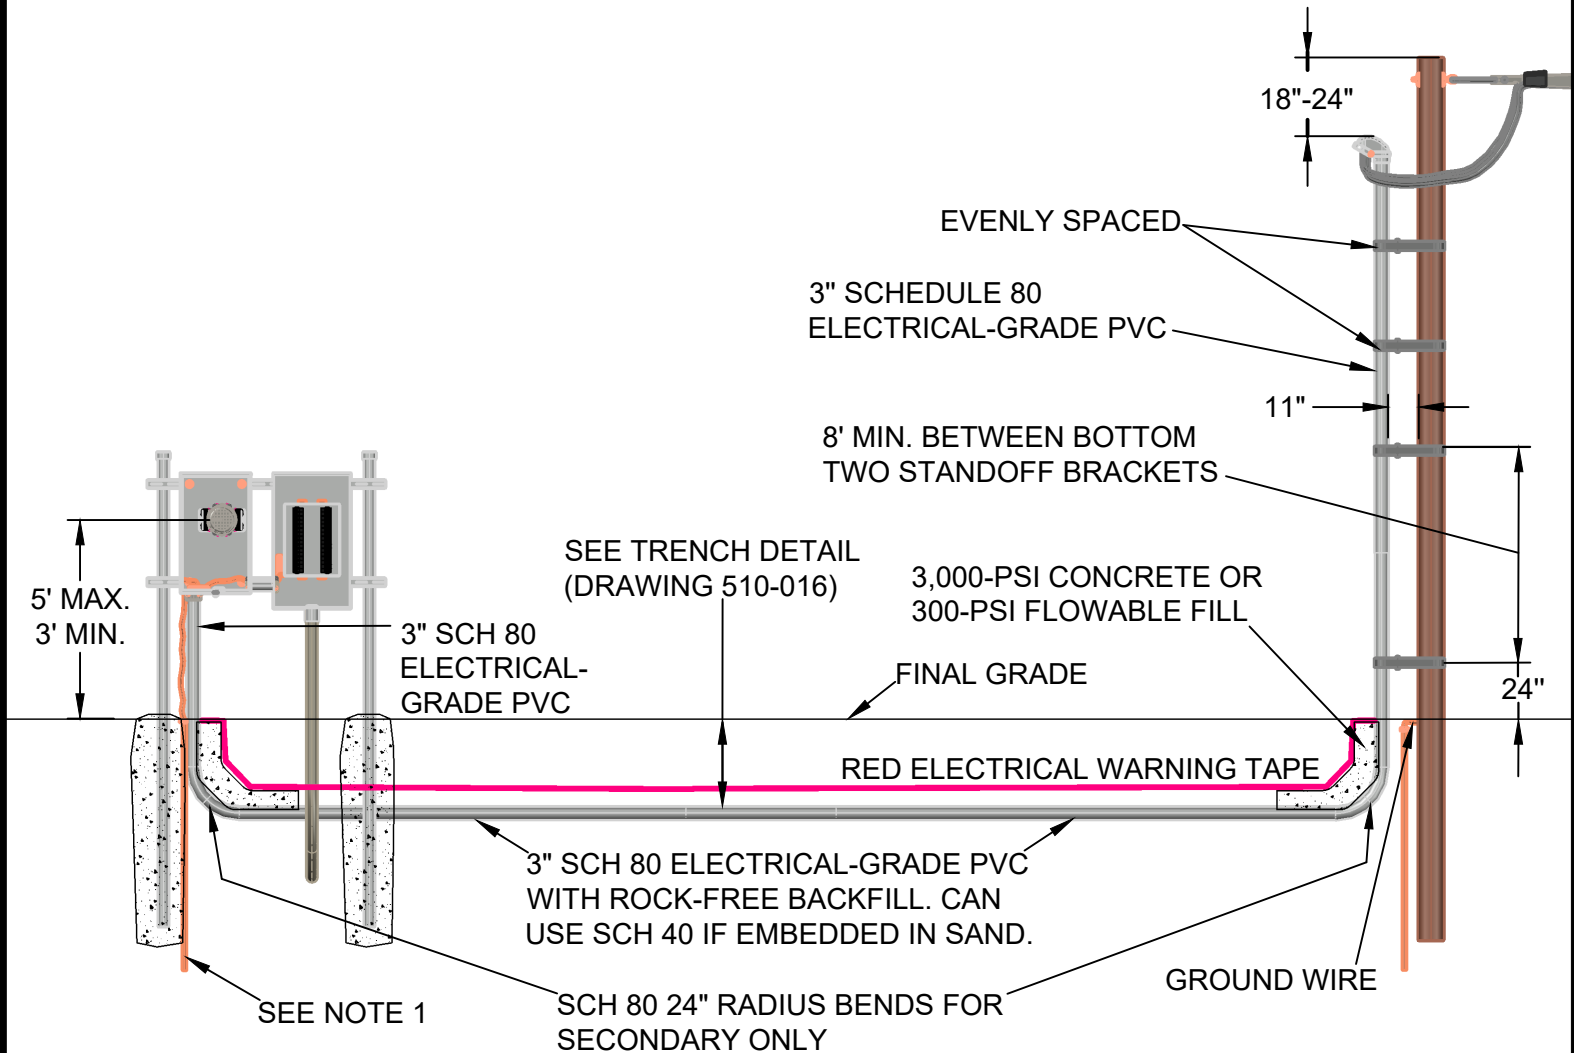 18"-24"
EVENLY SPACED
3" SCHEDULE 80
ELECTRICAL-GRADE PVC
11"
8' MIN. BETWEEN BOTTOM
TWO STANDOFF BRACKETS
SEE TRENCH DETAIL
(DRAWING 510-016)
3,000-PSI CONCRETE OR
300-PSI FLOWABLE FILL
5' MAX.
3' MIN.
3" SCH 80
ELECTRICAL-
GRADE PVC
FINAL GRADE
24"
RED ELECTRICAL WARNING TAPE
3" SCH 80 ELECTRICAL-GRADE PVC
WITH ROCK-FREE BACKFILL. CAN
USE SCH 40 IF EMBEDDED IN SAND.
GROUND WIRE
SEE NOTE 1
SCH 80 24" RADIUS BENDS FOR
SECONDARY ONLY